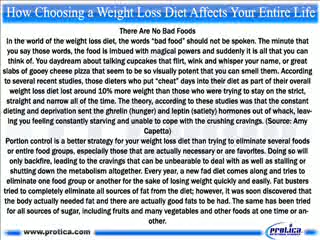 How Choosing a Weight Loss Diet Affects Your Entire Life
There Are No Bad Foods
In the world of the weight loss diet, the words "bad food" should not be spoken. The minute that
you say those words, the food is imbued with magical powers and suddenly it is all that you can
think of. You daydream about talking cupcakes that flirt, wink and whisper your name, or great
slabs of gooey cheese pizza that seem to be so visually potent that you can smell them. According
to several recent studies, those dieters who put "cheat" days into their diet as part of their overall
weight loss diet lost around 10% more weight than those who were trying to stay on the strict,
straight and narrow all of the time. The theory, according to these studies was that the constant
dieting and deprivation sent the ghrelin (hunger) and leptin (satiety) hormones out of whack, leav-
ing you feeling constantly starving and unable to cope with the crushing cravings. (Source: Amy
Capetta)
Portion control is a better strategy for your weight loss diet than trying to eliminate several foods
or entire food groups, especially those that are actually necessary or are favorites. Doing so will
only backfire, leading to the cravings that can be unbearable to deal with as well as stalling or
shutting down the metabolism altogether. Every year, a new fad diet comes along and tries to
eliminate one food group or another for the sake of losing weight quickly and easily. Fat busters
tried to completely eliminate all sources of fat from the diet; however, it was soon discovered that
the body actually needed fat and there are actually good fats to be had. The same has been tried
for all sources of sugar, including fruits and many vegetables and other foods at one time or an-
other.
www.protica.com
protica